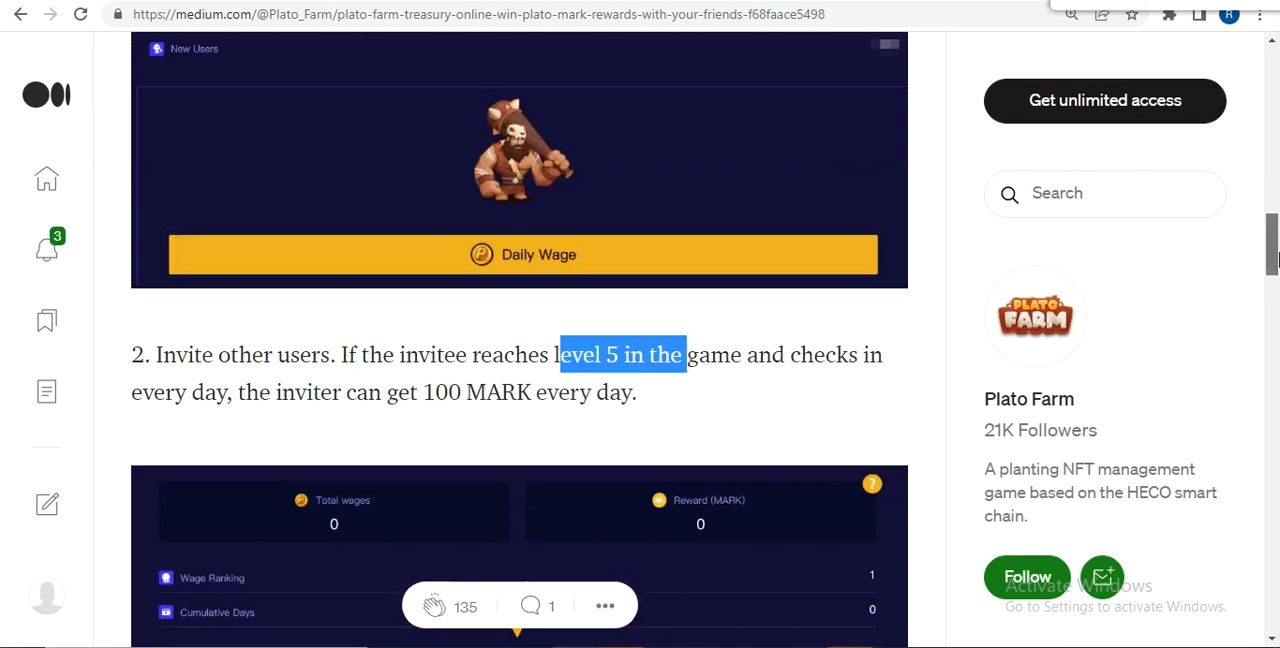 https://medium.com/@Plato_Farm/plato-farm-treasury-online-win-plato-mark-rewards-with-your-friends-f68faace5498
R
New Users
Get unlimited access
Search
3
Daily Wage
PLATO
FARM
2. Invite other users. If the invitee reaches level 5 in the game and checks in
every day, the inviter can get 100 MARK every day.
Plato Farm
21K Followers
A planting NFT management
game based on the HECO smart
chain.
Total wages
0
Reward (MARK)
0
?
Wage Ranking
1
Cumulative Days
0
135
1
Follow
Activate Windows
Go to Settings to activate Windows.